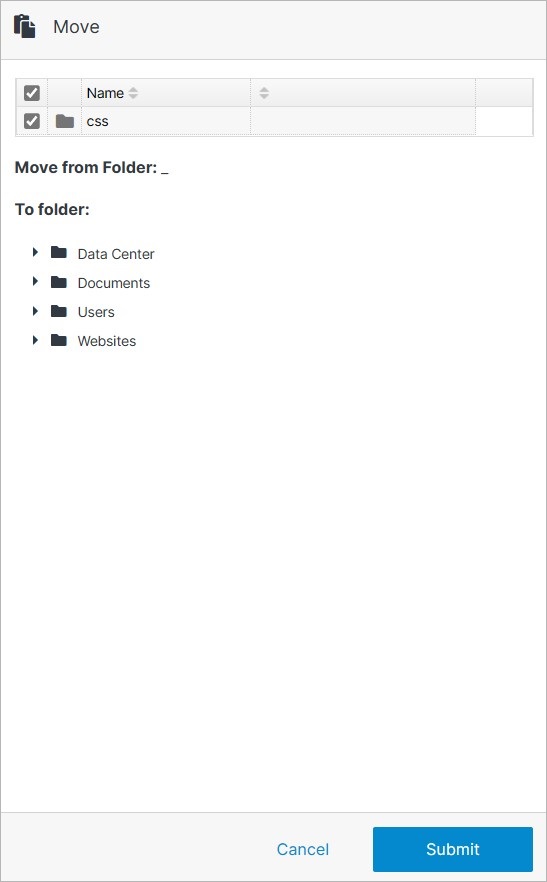 Move
Name
css
Move from Folder: _
To folder:
Data Center
Documents
Users
Websites
Cancel Submit